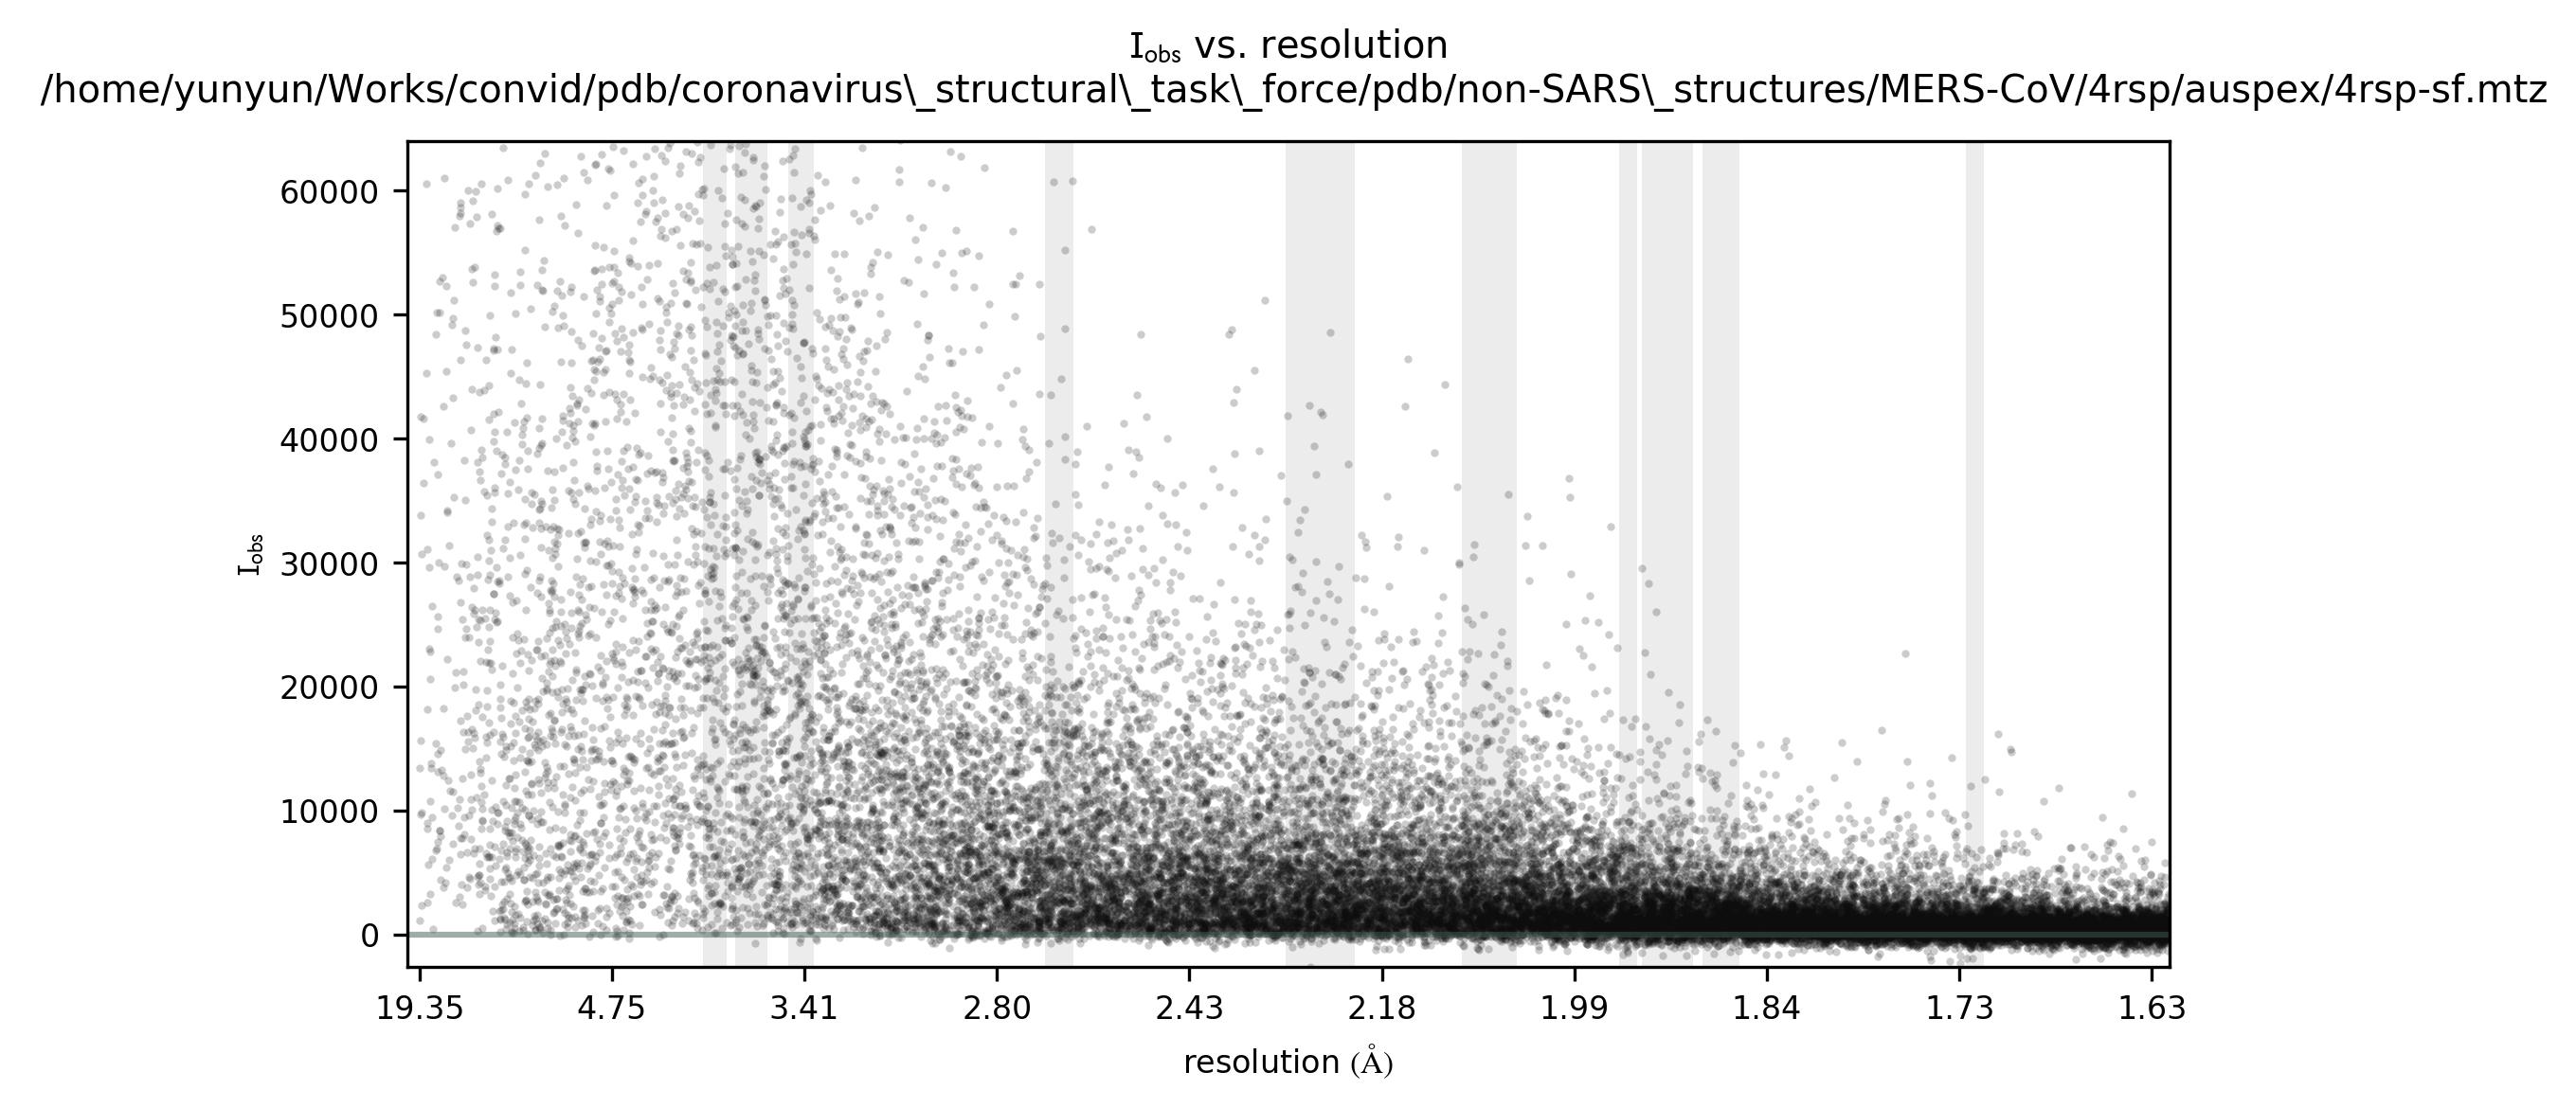 Iobs vs. resolution
/home/yunyun/Works/convid/pdb/coronavirus\_structural\_task\_force/pdb/non-SARS\_structures/MERS-CoV/4rsp/auspex/4rsp-sf.mtz
60000
50000
40000
30000
20000
10000
0
Iobs
19.35 4.75 3.41 2.80 2.43 2.18 1.99 1.84 1.73 1.63
resolution (Å)